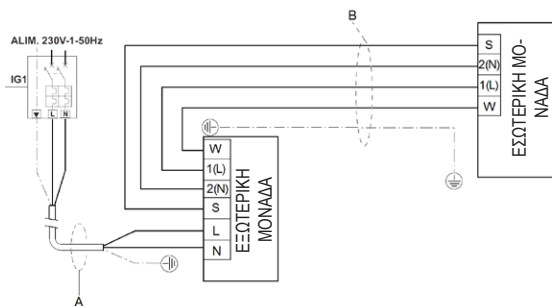 ALIM. 230V-1-50Hz
IG1
L
N
B
S
2(N)
1(L)
W
ΕΣΩΤΕΡΙΚΗ ΜΟ-
ΝΑΔΑ
W
1(L)
2(N)
S
L
N
ΕΞΩΤΕΡΙΚΗ
ΜΟΝΑΔΑ
A